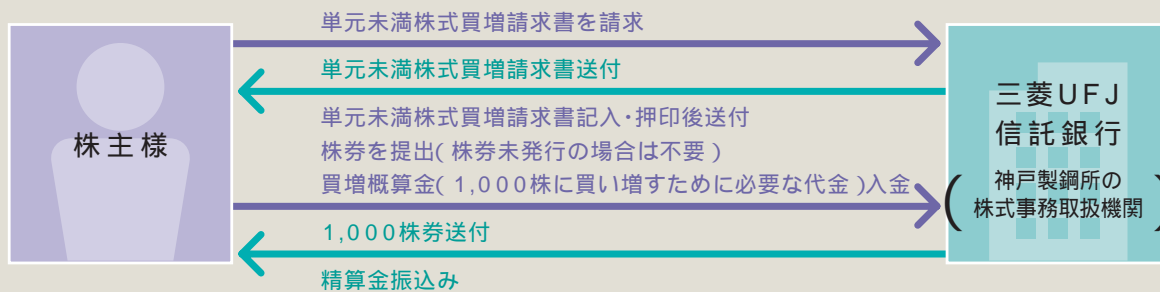 株主様
単元未満株式買増請求書を請求
単元未満株式買増請求書送付
単元未満株式買増請求書記入・押印後送付
株券を提出(株券未発行の場合は不要)
買増概算金(1,000株に買い増すために必要な代金)入金
1,000株券送付
精算金振込み
三菱UFJ
信託銀行
(神戸製鋼所の
株式事務取扱機関)